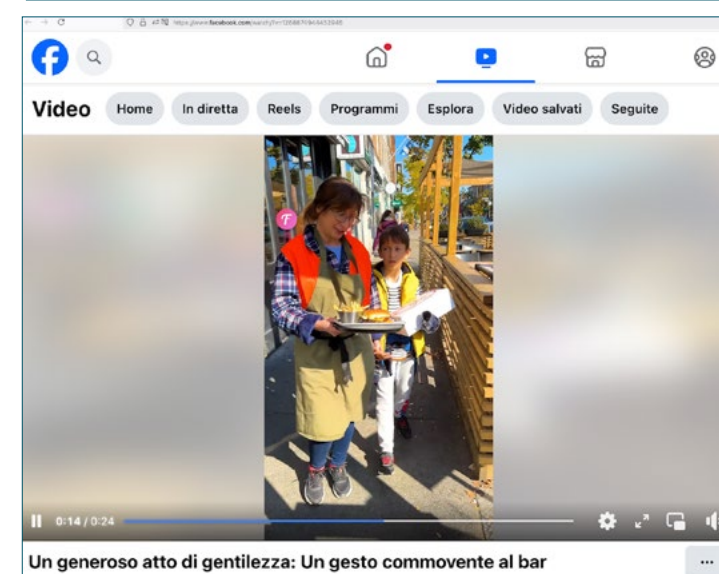 Video Home In diretta Reels Programmi Esplora Video salvati Seguite
F
0:14 / 0:24
Un generoso atto di gentilezza: Un gesto commovente al bar